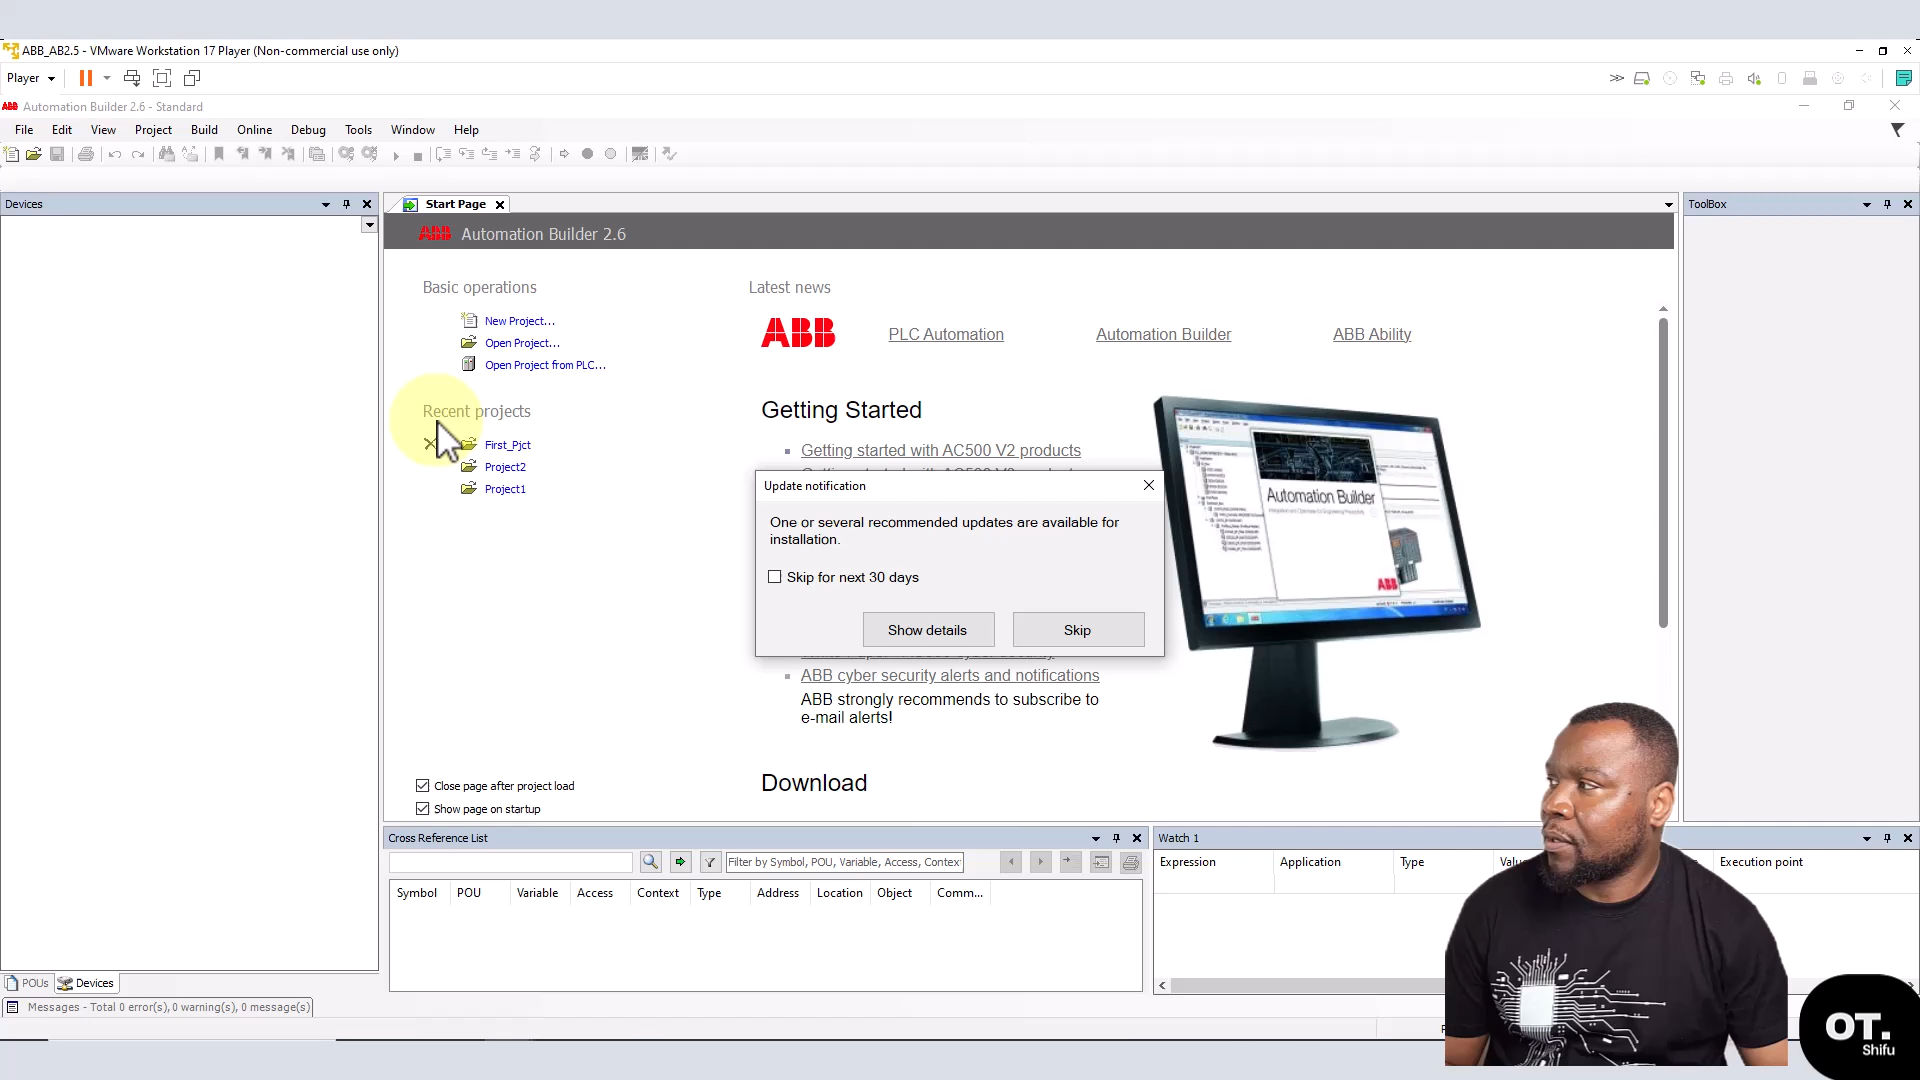 ABB_AB2.5 - VMware Workstation 17 Player (Non-commercial use only)
Player
ABB Automation Builder 2.6 - Standard
File Edit View Project Build Online Debug Tools Window Help
Devices
Start Page
ToolBox
ABB Automation Builder 2.6
Basic operations
New Project...
Open Project...
Open Project from PLC...
Recent projects
First_Pjct
Project2
Project1
Close page after project load
Show page on startup
Latest news
ABB PLC Automation Automation Builder ABB Ability
Getting Started
Getting started with AC500 V2 products
Update notification
One or several recommended updates are available for
installation.
Skip for next 30 days
Show details Skip
ABB cyber security alerts and notifications
ABB strongly recommends to subscribe to
e-mail alerts!
Download
Automation Builder
ABB
Cross Reference List
Filter by Symbol, POU, Variable, Access, Contex
Symbol POU Variable Access Context Type Address Location Object Comm...
Watch 1
Expression Application Type Valu Execution point
POUs Devices
Messages - Total 0 error(s), 0 warning(s), 0 message(s)
OT.
Shifu